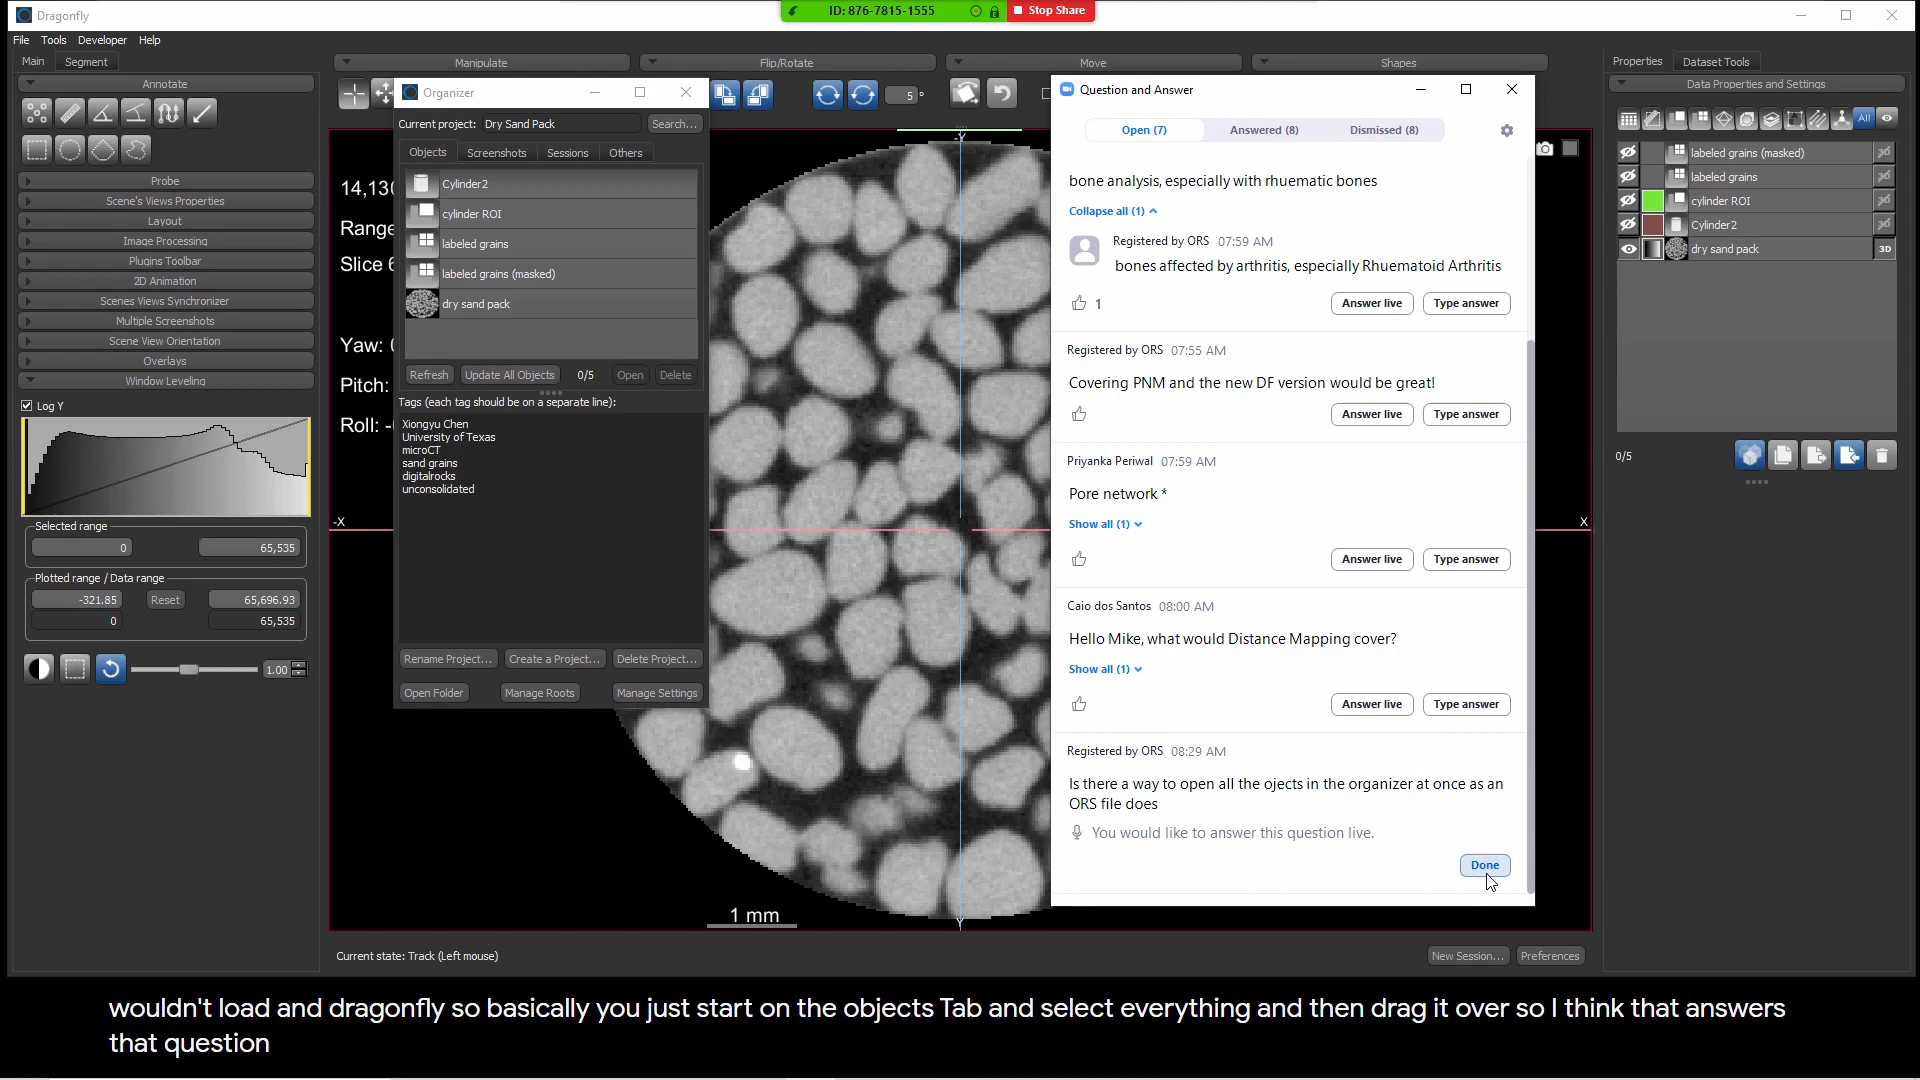 Dragonfly
ID: 876-7815-1555
Stop Share
File Tools Developer Help
Main Segment
Annotate
Probe
Scene's Views Properties
Layout
Image Processing
Plugins Toolbar
2D Animation
Scenes Views Synchronizer
Multiple Screenshots
Scene View Orientation
Overlays
Window Leveling
Log Y
Selected range
0 65,535
Plotted range / Data range
-321.85 Reset 65,696.93
0 65,535
1.00
Manipulate Flip/Rotate Move Shapes
5 °
14,130
Range
Slice 6
Yaw: 0
Pitch:
Roll: -
-X
X
-Y
Y
1 mm
Current state: Track (Left mouse)
New Session... Preferences
Organizer
Current project: Dry Sand Pack Search...
Objects Screenshots Sessions Others
Cylinder2
cylinder ROI
labeled grains
labeled grains (masked)
dry sand pack
Refresh Update All Objects 0/5 Open Delete
Tags (each tag should be on a separate line):
Xiongyu Chen
University of Texas
microCT
sand grains
digitalrocks
unconsolidated
Rename Project... Create a Project... Delete Project...
Open Folder Manage Roots Manage Settings
Question and Answer
Open (7) Answered (8) Dismissed (8)
bone analysis, especially with rhuematic bones
Collapse all (1)
Registered by ORS 07:59 AM
bones affected by arthritis, especially Rhuematoid Arthritis
1 Answer live Type answer
Registered by ORS 07:55 AM
Covering PNM and the new DF version would be great!
Answer live Type answer
Priyanka Periwal 07:59 AM
Pore network *
Show all (1)
Answer live Type answer
Caio dos Santos 08:00 AM
Hello Mike, what would Distance Mapping cover?
Show all (1)
Answer live Type answer
Registered by ORS 08:29 AM
Is there a way to open all the ojects in the organizer at once as an
ORS file does
You would like to answer this question live.
Done
Properties Dataset Tools
Data Properties and Settings
All
labeled grains (masked)
labeled grains
cylinder ROI
Cylinder2
dry sand pack 3D
0/5
wouldn't load and dragonfly so basically you just start on the objects Tab and select everything and then drag it over so I think that answers
that question